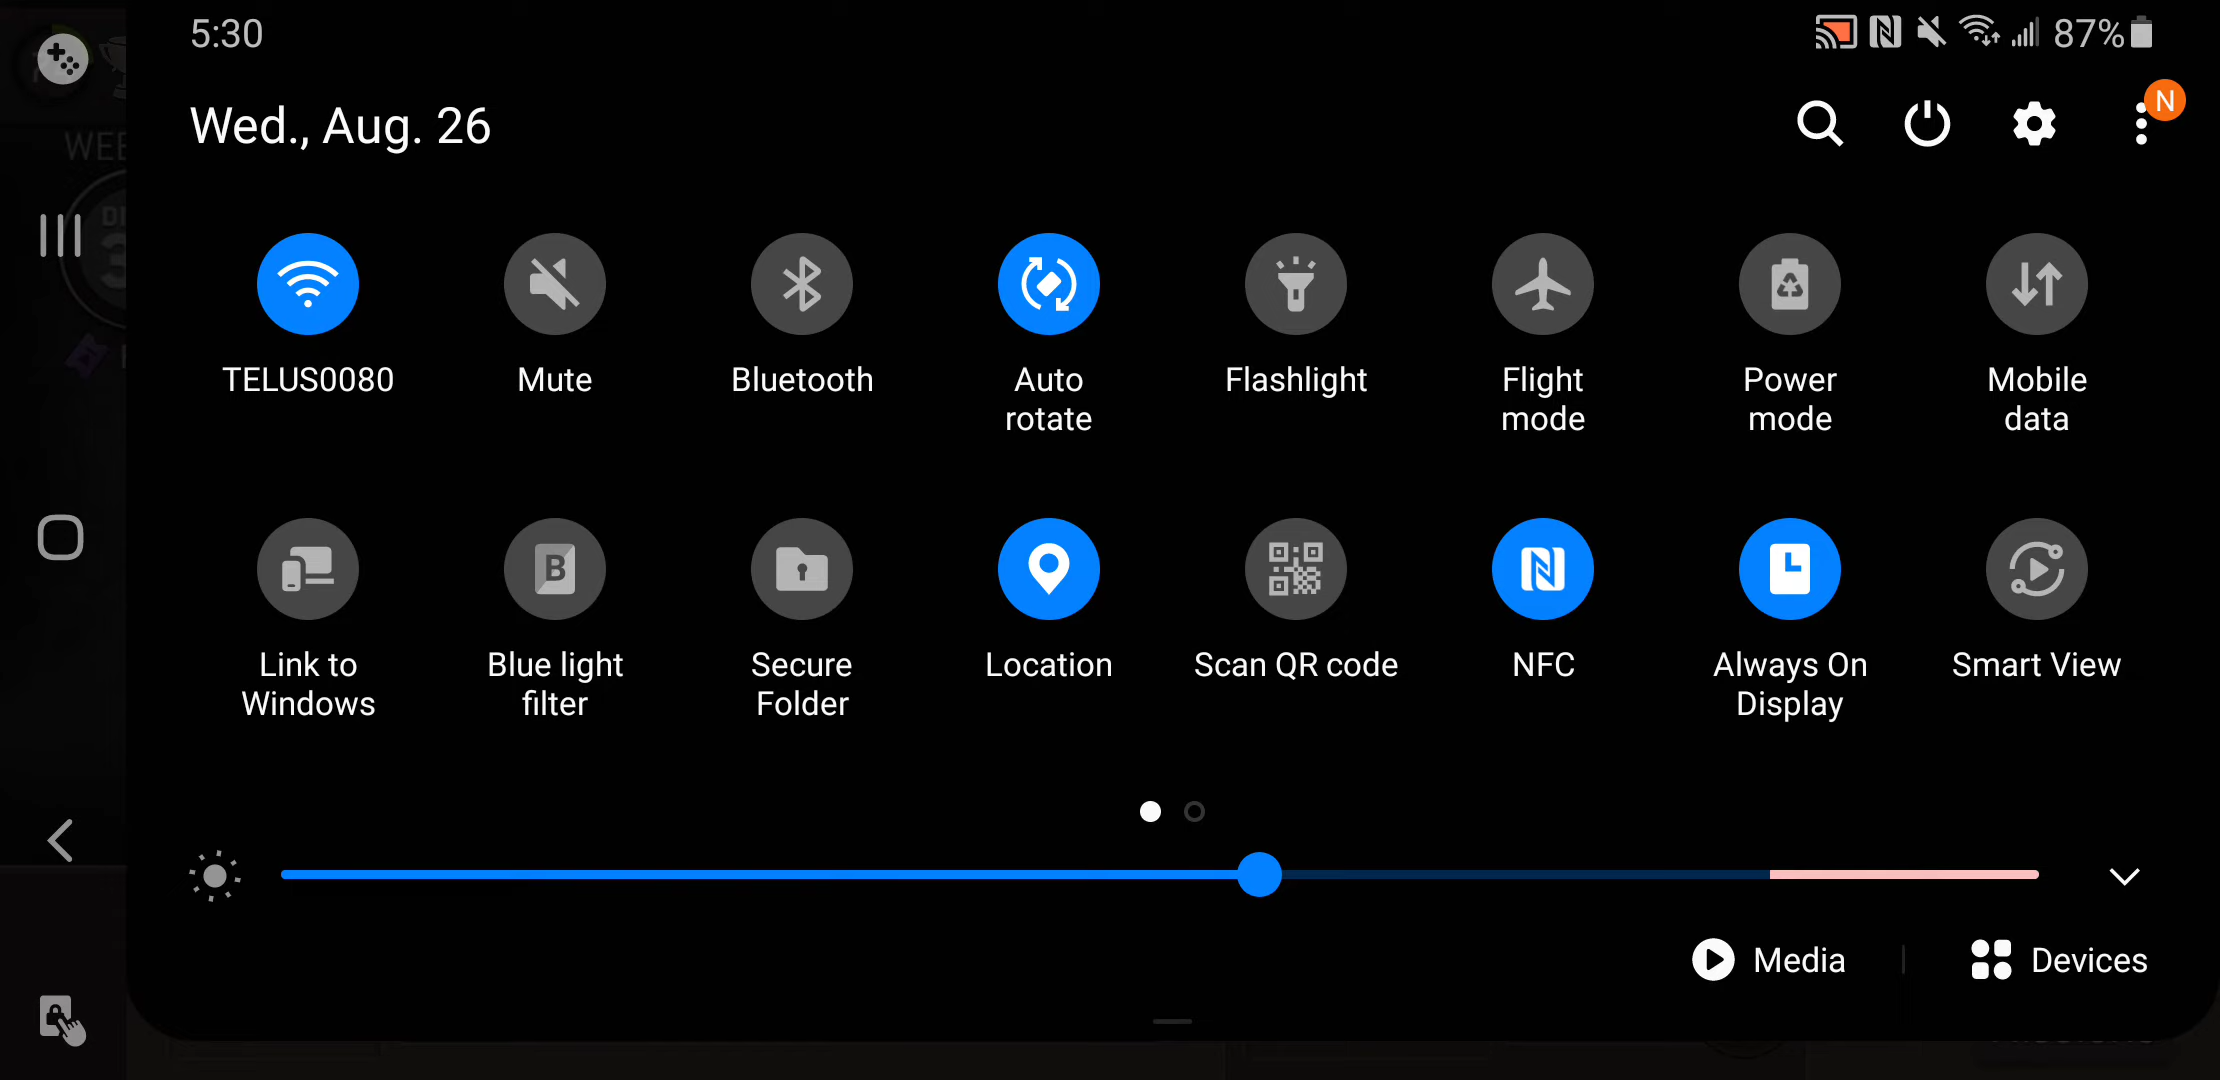 5:30
87%
Wed., Aug. 26
N
WEE
TELUS0080
Mute
Bluetooth
Auto
rotate
Flashlight
Flight
mode
Power
mode
Mobile
data
Link to
Windows
B
Blue light
filter
Secure
Folder
Location
Scan QR code
NFC
Always On
Display
Smart View
Media
Devices